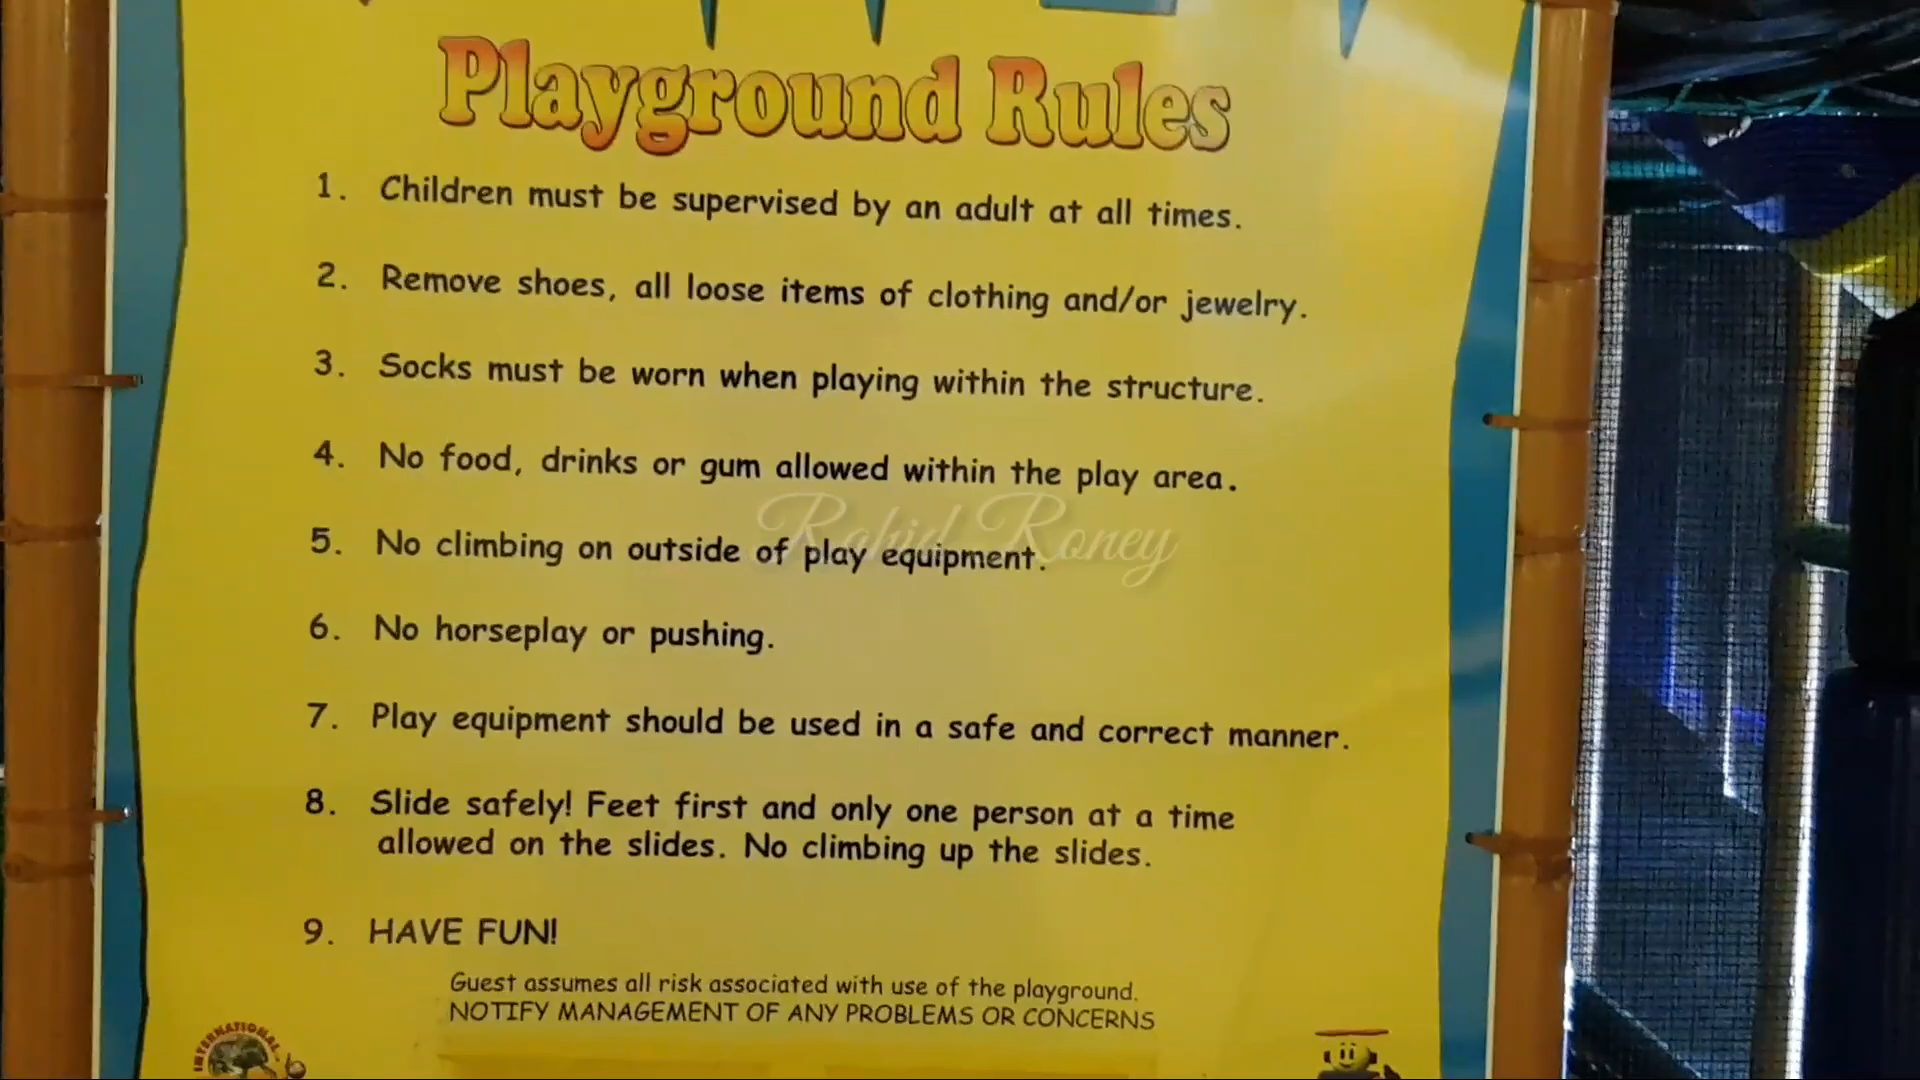 Playground Rules
1. Children must be supervised by an adult at all times.
2. Remove shoes, all loose items of clothing and/or jewelry.
3. Socks must be worn when playing within the structure.
4. No food, drinks or gum allowed within the play area.
Rahid Roney
5. No climbing on outside of play equipment.
6. No horseplay or pushing.
7. Play equipment should be used in a safe and correct manner.
8. Slide safely! Feet first and only one person at a time
allowed on the slides. No climbing up the slides.
9. HAVE FUN!
Guest assumes all risk associated with use of the playground.
NOTIFY MANAGEMENT OF ANY PROBLEMS OR CONCERNS
INTERNATIONAL